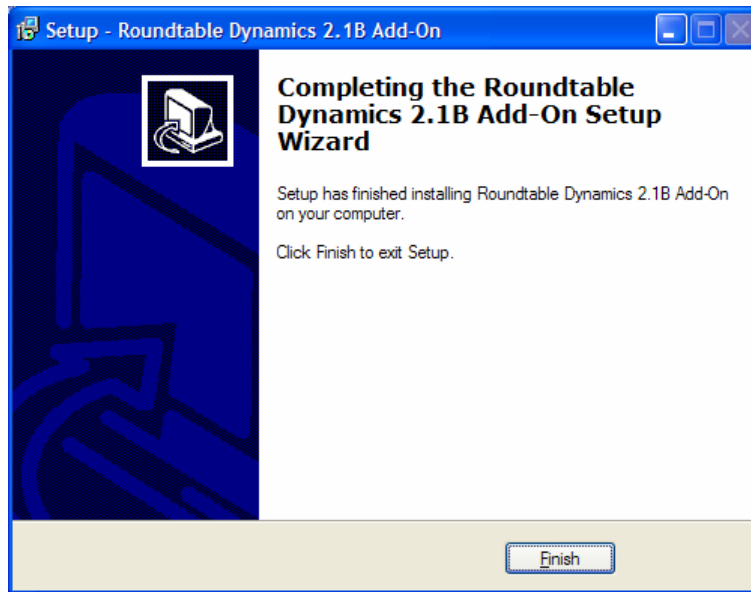 Setup - Roundtable Dynamics 2.1B Add-On
Completing the Roundtable
Dynamics 2.1B Add-On Setup
Wizard
Setup has finished installing Roundtable Dynamics 2.1B Add-On
on your computer.
Click Finish to exit Setup.
Finish